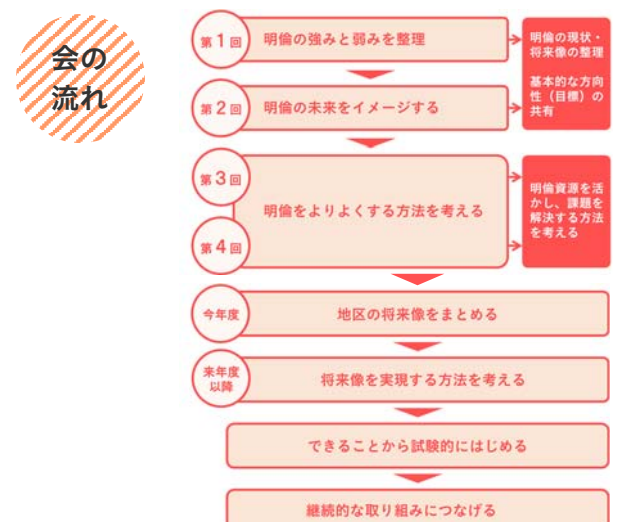 会の
流れ
第1回
明倫の強みと弱みを整理
明倫の現状・
将来像の整理
基本的な方向
性（目標）の
共有
第2回
明倫の未来をイメージする
第3回
明倫をよりよくする方法を考える
第4回
明倫資源を活
かし、課題を
解決する方法
を考える
今年度
地区の将来像をまとめる
来年度
以降
将来像を実現する方法を考える
できることから試験的にはじめる
継続的な取り組みにつなげる